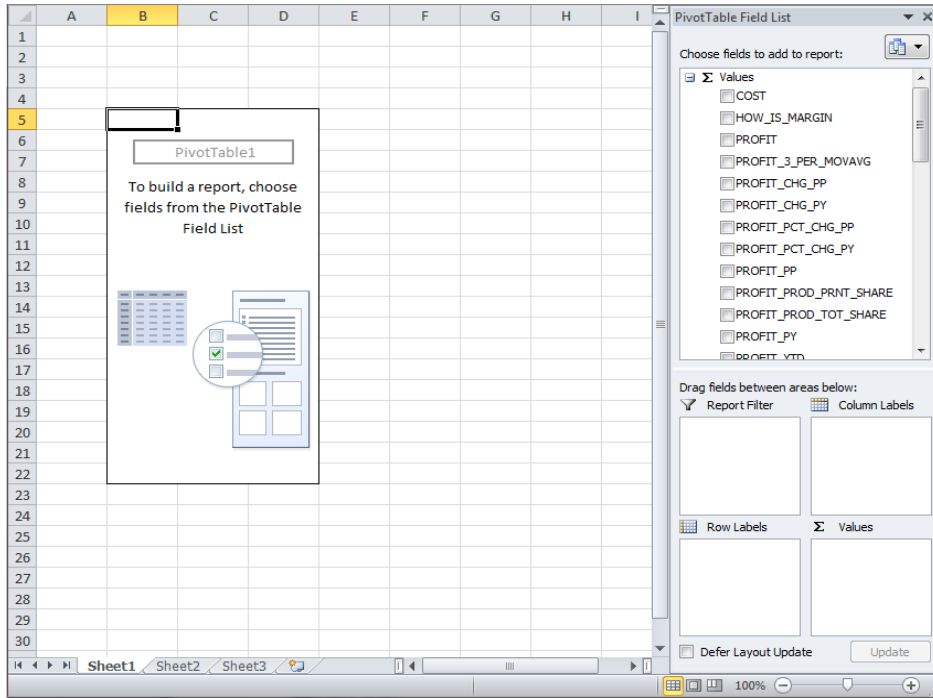 A B C D E F G H I
PivotTable Field List
1
2
3
4
5
6
7
8
9
10
11
12
13
14
15
16
17
18
19
20
21
22
23
24
25
26
27
28
29
30
PivotTable1
To build a report, choose
fields from the PivotTable
Field List
Choose fields to add to report:
Σ Values
COST
HOW_IS_MARGIN
PROFIT
PROFIT_3_PER_MOVAVG
PROFIT_CHG_PP
PROFIT_CHG_PY
PROFIT_PCT_CHG_PP
PROFIT_PCT_CHG_PY
PROFIT_PP
PROFIT_PROD_PRNT_SHARE
PROFIT_PROD_TOT_SHARE
PROFIT_PY
PROFIT_YTD
Drag fields between areas below:
Report Filter
Column Labels
Row Labels
Σ Values
Defer Layout Update
Update
Sheet1 Sheet2 Sheet3
100%